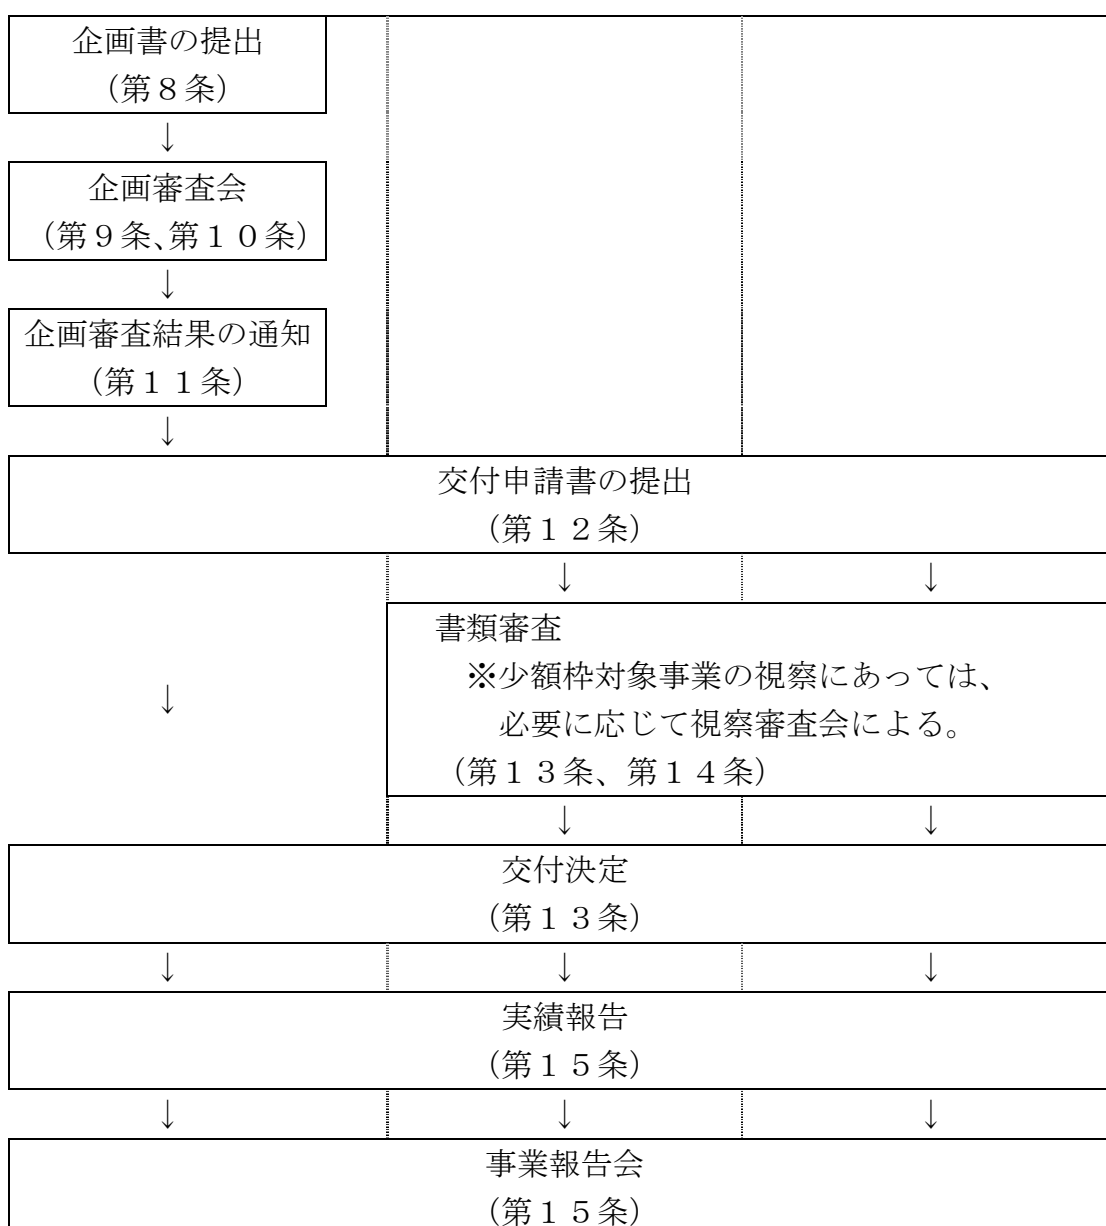 企画書の提出
（第８条）
↓
企画審査会
（第９条、第１０条）
↓
企画審査結果の通知
（第１１条）
↓
交付申請書の提出
（第１２条）
↓ ↓
書類審査
※少額枠対象事業の視察にあっては、
↓
必要に応じて視察審査会による。
（第１３条、第１４条）
↓ ↓
交付決定
（第１３条）
↓ ↓ ↓
実績報告
（第１５条）
↓ ↓ ↓
事業報告会
（第１５条）